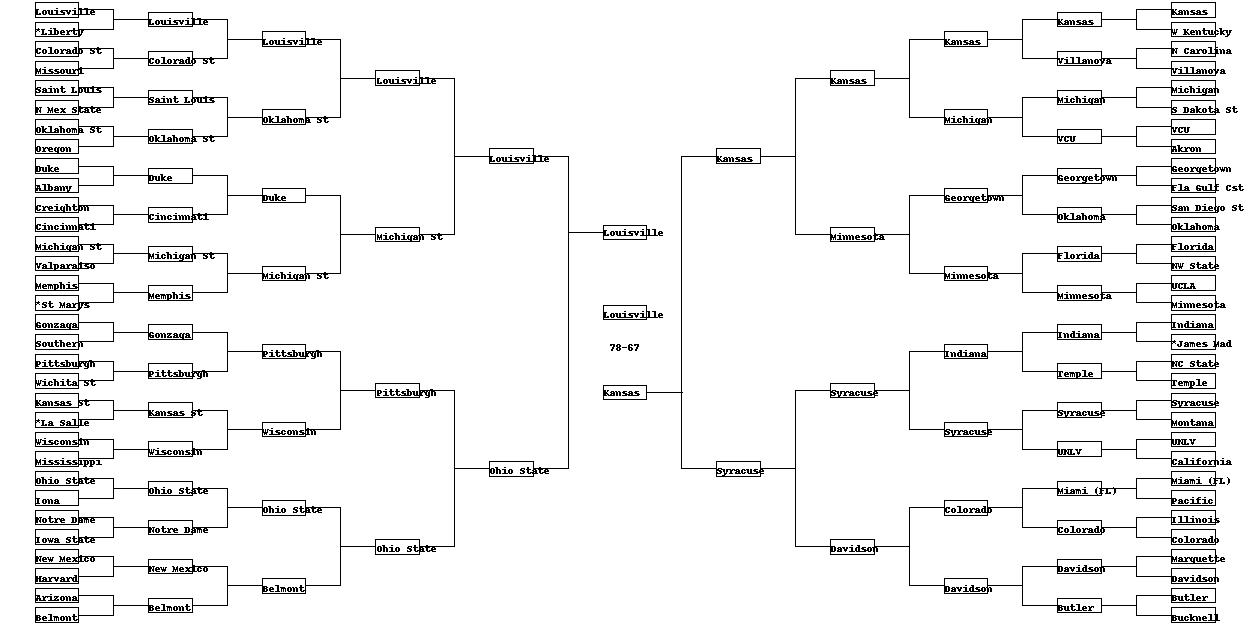 Louisville
*Liberty
Colorado St
Missouri
Saint Louis
N Mex State
Oklahoma St
Oregon
Duke
Albany
Creighton
Cincinnati
Michigan St
Valparaiso
Memphis
*St Marys
Gonzaga
Southern
Pittsburgh
Wichita St
Kansas St
*La Salle
Wisconsin
Mississippi
Ohio State
Iona
Notre Dame
Iowa State
New Mexico
Harvard
Arizona
Belmont
Louisville
Colorado St
Saint Louis
Oklahoma St
Duke
Cincinnati
Michigan St
Memphis
Gonzaga
Pittsburgh
Kansas St
Wisconsin
Ohio State
Notre Dame
New Mexico
Belmont
Louisville
Oklahoma St
Duke
Michigan St
Pittsburgh
Wisconsin
Ohio State
Belmont
Louisville
Michigan St
Pittsburgh
Ohio State
Louisville
Ohio State
Louisville
Louisville
78-67
Kansas
Kansas
Syracuse
Kansas
Minnesota
Syracuse
Davidson
Kansas
Michigan
Georgetown
Minnesota
Indiana
Syracuse
Colorado
Davidson
Kansas
Villanova
Michigan
VCU
Georgetown
Oklahoma
Florida
Minnesota
Indiana
Temple
Syracuse
UNLV
Miami (FL)
Colorado
Davidson
Butler
Kansas
W Kentucky
N Carolina
Villanova
Michigan
S Dakota St
VCU
Akron
Georgetown
Fla Gulf Cst
San Diego St
Oklahoma
Florida
NW State
UCLA
Minnesota
Indiana
*James Mad
NC State
Temple
Syracuse
Montana
UNLV
California
Miami (FL)
Pacific
Illinois
Colorado
Marquette
Davidson
Butler
Bucknell